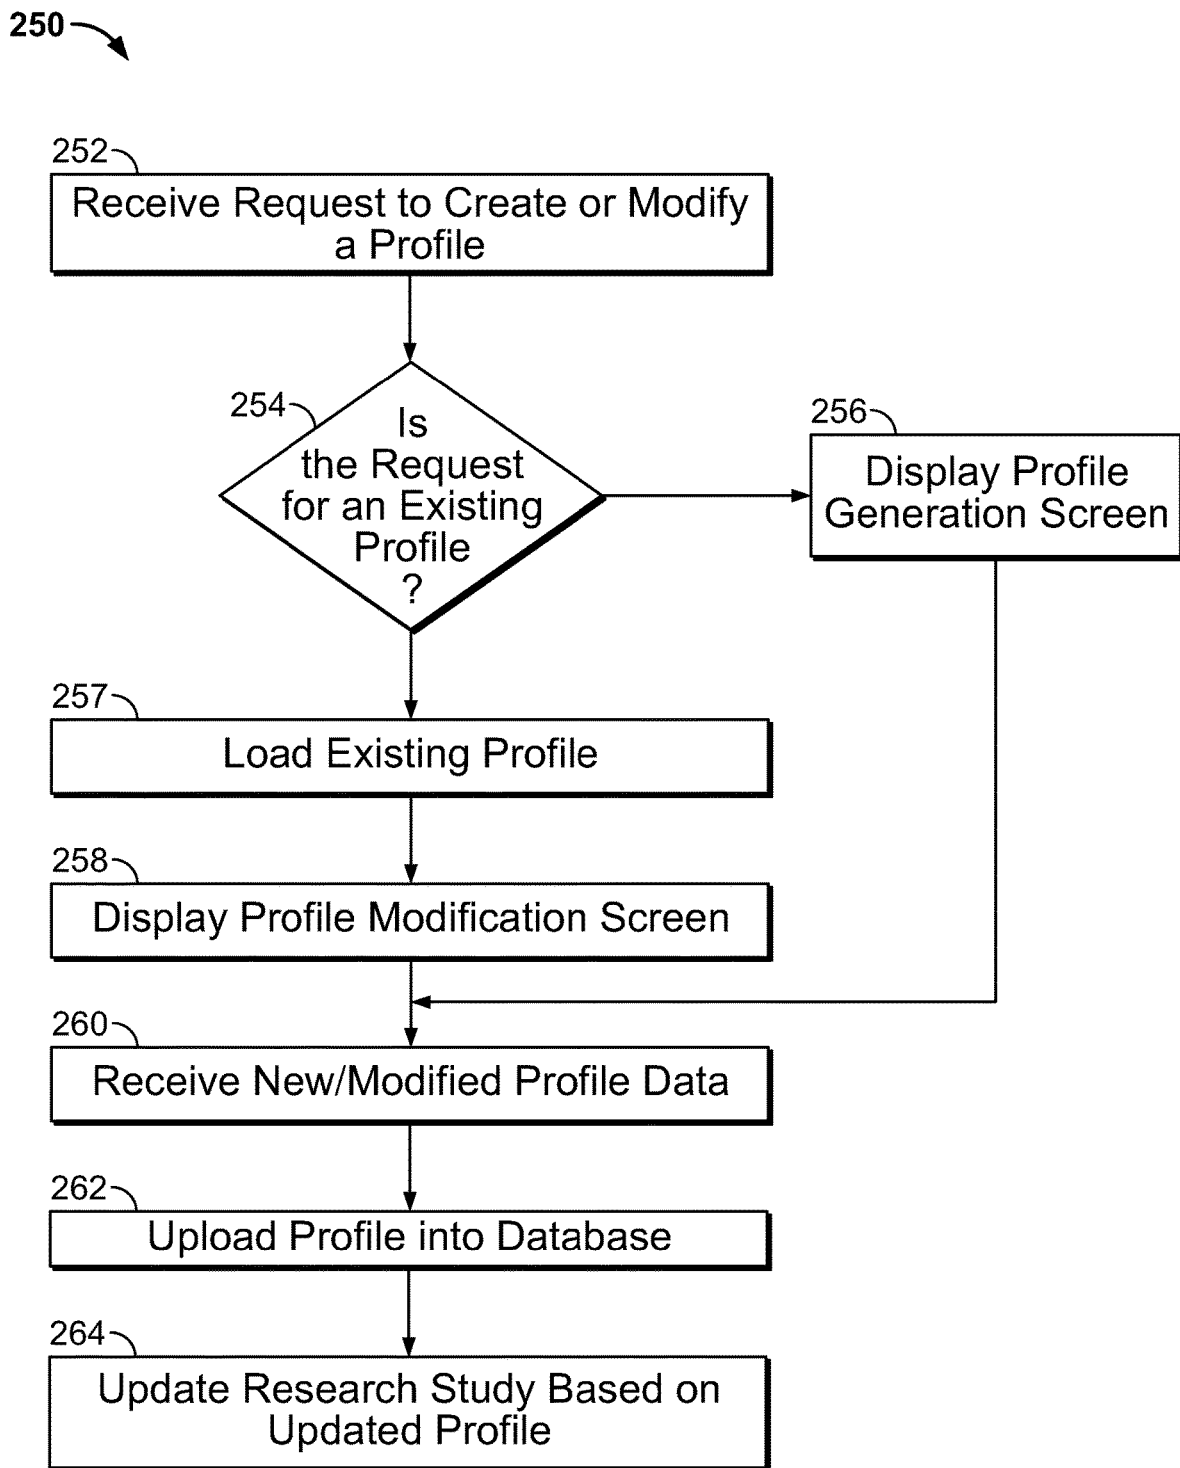 250
252
Receive Request to Create or Modify
a Profile
254
Is
the Request
for an Existing
Profile
?
256
Display Profile
Generation Screen
257
Load Existing Profile
258
Display Profile Modification Screen
260
Receive New/Modified Profile Data
262
Upload Profile into Database
264
Update Research Study Based on
Updated Profile